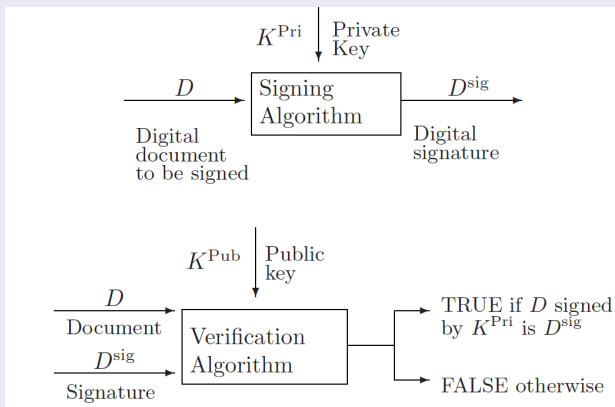 K^Pri Private
Key
D
Signing
Algorithm
D^sig
Digital
document
to be signed
Digital
signature
K^Pub Public
key
D
Document
D^sig
Signature
Verification
Algorithm
TRUE if D signed
by K^Pri is D^sig
FALSE otherwise